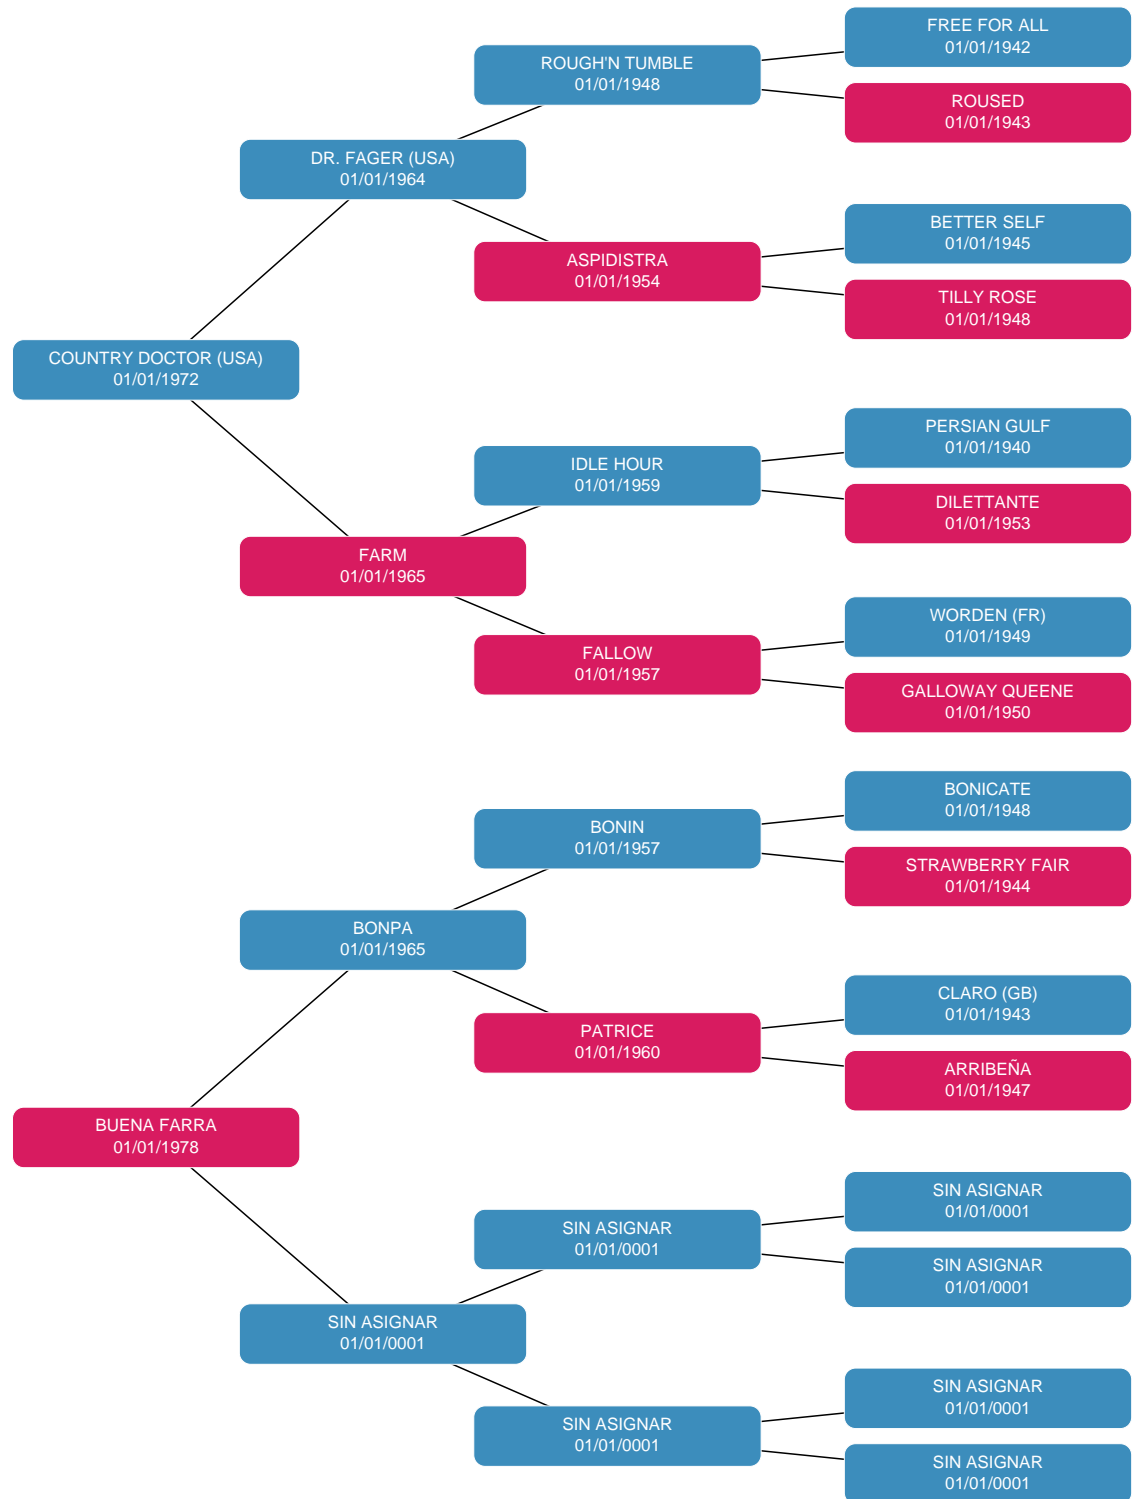 FREE FOR ALL
01/01/1942
ROUGH'N TUMBLE
01/01/1948
ROUSED
01/01/1943
DR. FAGER (USA)
01/01/1964
BETTER SELF
01/01/1945
ASPIDISTRA
01/01/1954
TILLY ROSE
01/01/1948
COUNTRY DOCTOR (USA)
01/01/1972
PERSIAN GULF
01/01/1940
IDLE HOUR
01/01/1959
DILETTANTE
01/01/1953
FARM
01/01/1965
WORDEN (FR)
01/01/1949
FALLOW
01/01/1957
GALLOWAY QUEENE
01/01/1950
BONICATE
01/01/1948
BONIN
01/01/1957
STRAWBERRY FAIR
01/01/1944
BONPA
01/01/1965
CLARO (GB)
01/01/1943
PATRICE
01/01/1960
ARRIBEÑA
01/01/1947
BUENA FARRA
01/01/1978
SIN ASIGNAR
01/01/0001
SIN ASIGNAR
01/01/0001
SIN ASIGNAR
01/01/0001
SIN ASIGNAR
01/01/0001
SIN ASIGNAR
01/01/0001
SIN ASIGNAR
01/01/0001
SIN ASIGNAR
01/01/0001